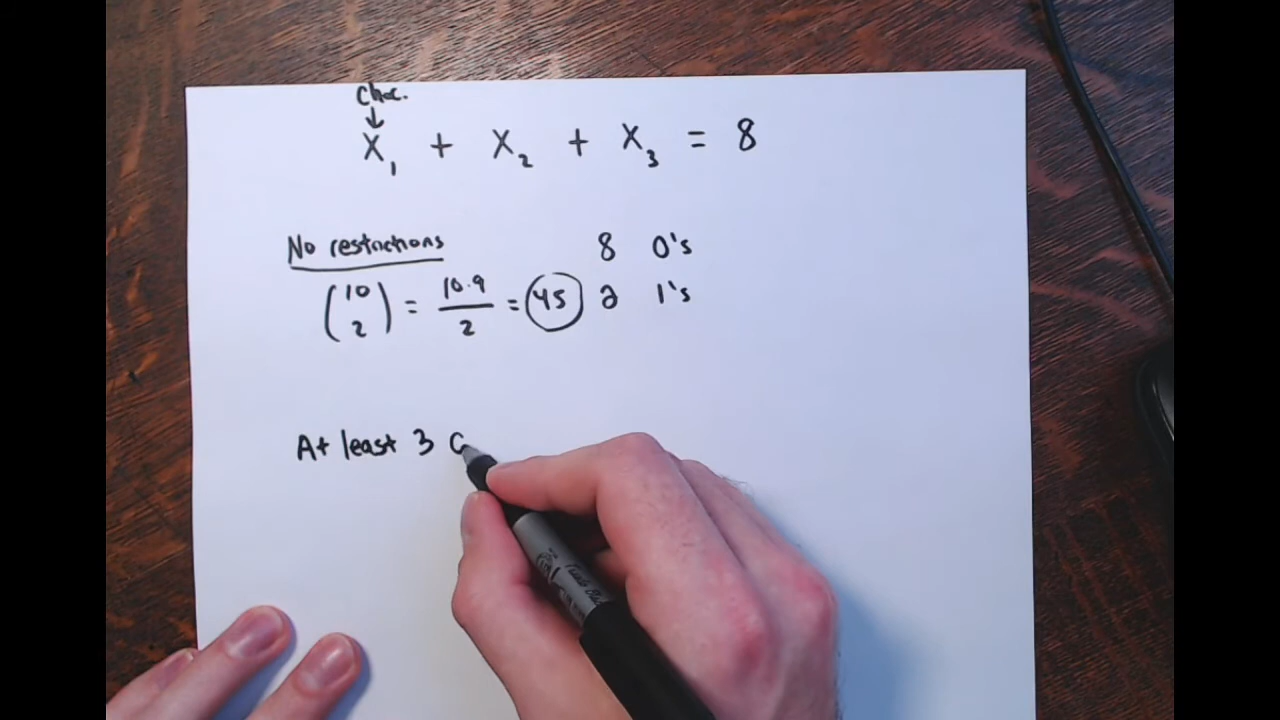 Choc.
↓
X₁ + X₂ + X₃ = 8
No restrictions
8 0's
(10 2) = 10·9/2 = 45
2 1's
At least 3 C